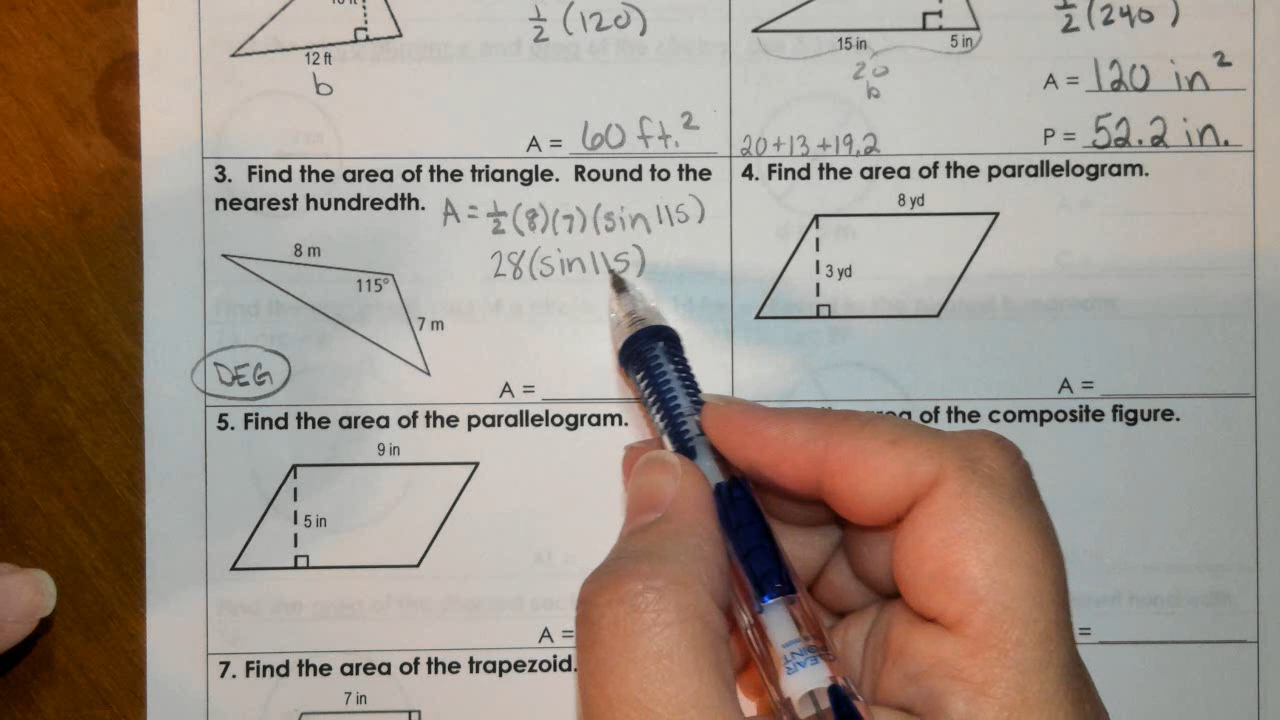 ½ (120)
½ (240)
12 ft
b
15 in
5 in
20
b
A = 120 in²
A = 60 ft.²
20+13+19.2
P = 52.2 in.
3. Find the area of the triangle. Round to the
nearest hundredth.
A = ½(8)(7)(sin 115)
28(sin 115)
8 m
115°
7 m
DEG
A =
4. Find the area of the parallelogram.
8 yd
3 yd
A =
5. Find the area of the parallelogram.
9 in
5 in
A =
of the composite figure.
=
7. Find the area of the trapezoid.
7 in
CLEAR
POINT